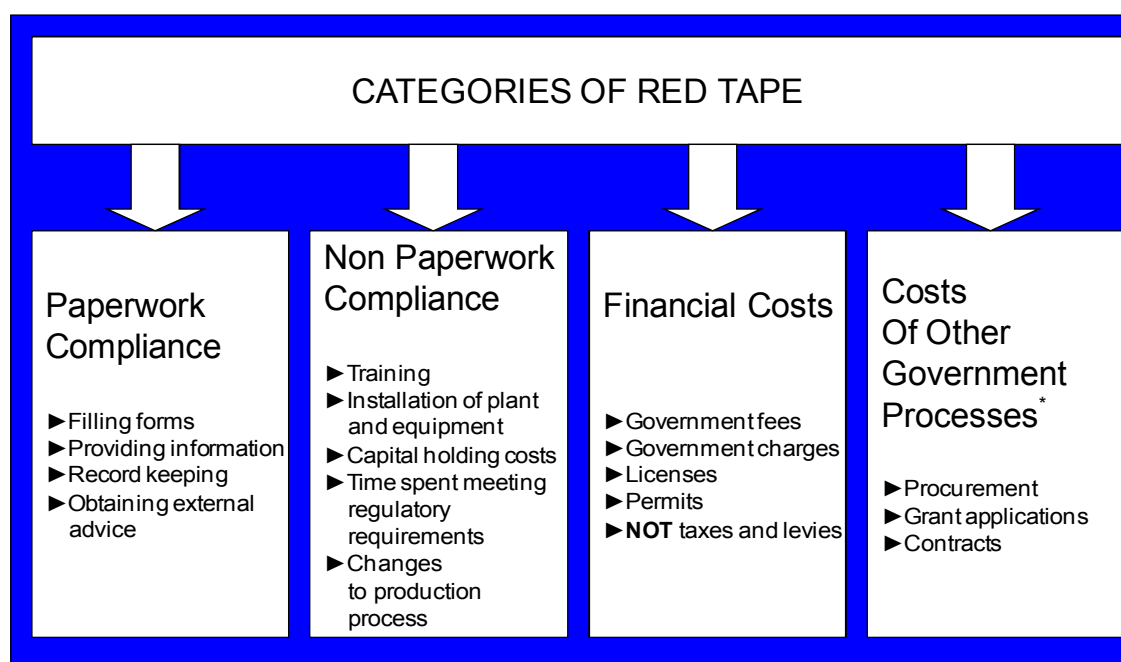 CATEGORIES OF RED TAPE
Paperwork
Compliance
►Filling forms
►Providing information
►Record keeping
►Obtaining external
advice
Non Paperwork
Compliance
►Training
►Installation of plant
and equipment
►Capital holding costs
►Time spent meeting
regulatory
requirements
►Changes
to production
process
Financial Costs
►Government fees
►Government charges
►Licenses
►Permits
►NOT taxes and levies
Costs
Of Other
Government
Processes*
►Procurement
►Grant applications
►Contracts